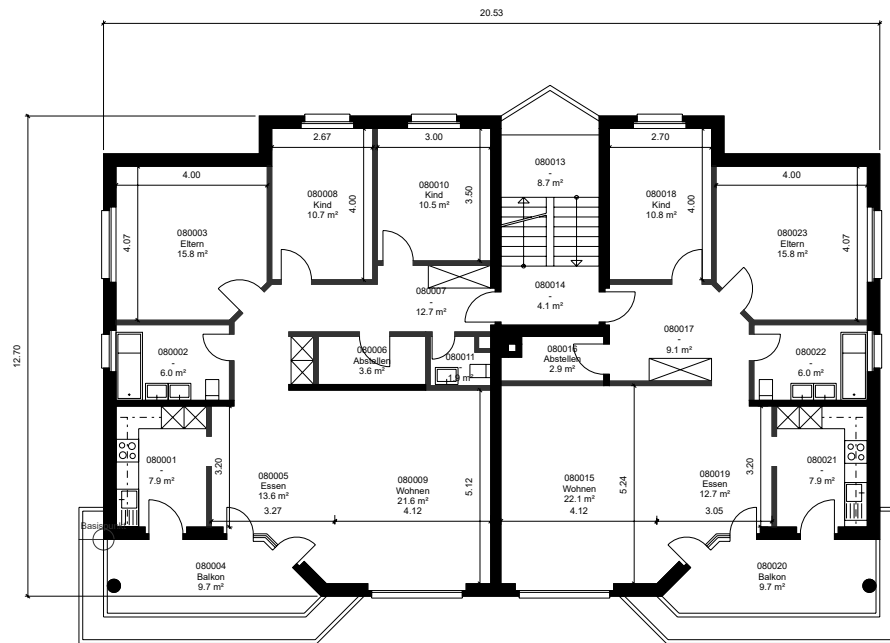 20.53
2.67
3.00
2.70
080013
-
8.7 m²
4.00
080008
Kind
10.7 m²
4.00
080010
Kind
10.5 m²
3.50
080018
Kind
10.8 m²
4.00
4.00
080003
Eltern
15.8 m²
4.07
080023
Eltern
15.8 m²
4.07
12.70
080007
-
12.7 m²
080014
-
4.1 m²
080017
-
9.1 m²
080002
-
6.0 m²
080006
Abstellen
3.6 m²
080011
-
1.9 m²
080016
Abstellen
2.9 m²
080022
-
6.0 m²
080001
-
7.9 m²
3.20
080005
Essen
13.6 m²
3.27
080009
Wohnen
21.6 m²
4.12
5.12
080015
Wohnen
22.1 m²
4.12
5.24
080019
Essen
12.7 m²
3.05
3.20
080021
-
7.9 m²
080004
Balkon
9.7 m²
080020
Balkon
9.7 m²